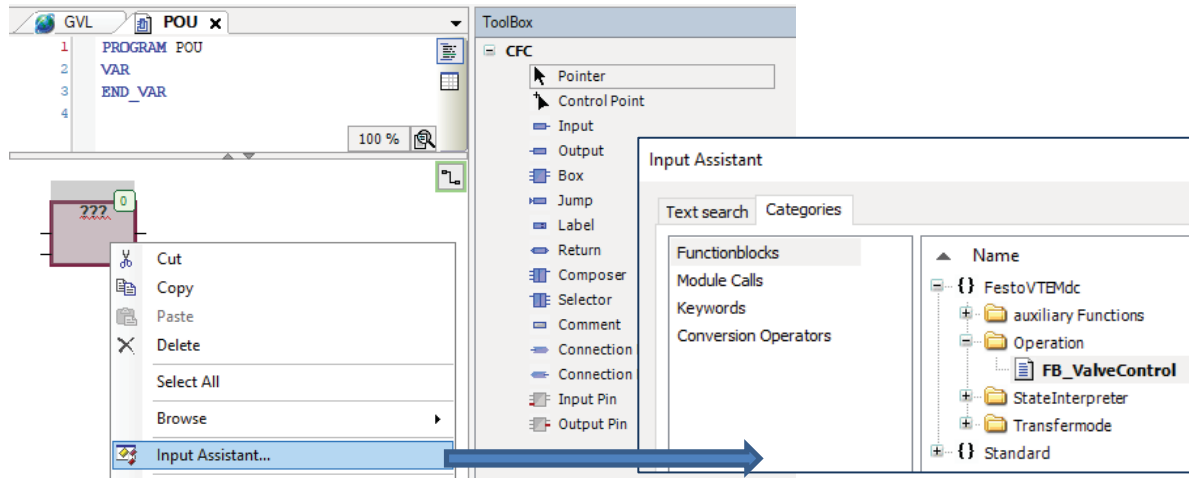 GVL
POU
1 PROGRAM POU
2 VAR
3 END_VAR
4
100 %
???
0
Cut
Copy
Paste
Delete
Select All
Browse
Input Assistant...
ToolBox
CFC
Pointer
Control Point
Input
Output
Box
Jump
Label
Return
Composer
Selector
Comment
Connection
Connection
Input Pin
Output Pin
Input Assistant
Text search
Categories
Functionblocks
Module Calls
Keywords
Conversion Operators
Name
{} FestoVTEMdc
auxiliary Functions
Operation
FB_ValveControl
StateInterpreter
Transfermode
{} Standard